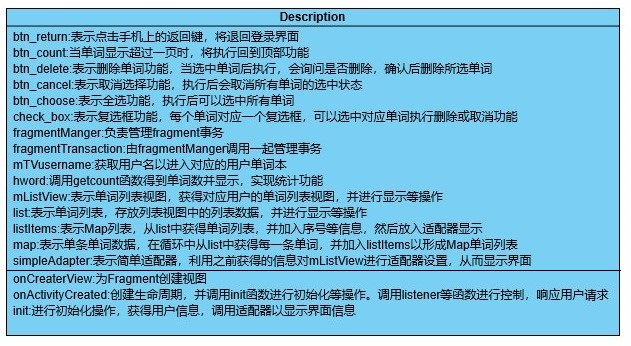 Description
btn_return:表示点击手机上的返回键，将退回登录界面
btn_count:当单词显示超过一页时，将执行回到顶部功能
btn_delete:表示删除单词功能，当选中单词后执行，会询问是否删除，确认后删除所选单词
btn_cancel:表示取消选择功能，执行后会取消所有单词的选中状态
btn_choose:表示全选功能，执行后可以选中所有单词
check_box:表示复选框功能，每个单词对应一个复选框，可以选中对应单词执行删除或取消功能
fragmentManger:负责管理fragment事务
fragmentTransaction:由fragmentManger调用一起管理事务
mTVusername:获取用户名以进入对应的用户单词本
hword:调用getcount函数得到单词数并显示，实现统计功能
mListView:表示单词列表视图，获得对应用户的单词列表视图，并进行显示等操作
list:表示单词列表，存放列表视图中的列表数据，并进行显示等操作
listItems:表示Map列表，从list中获得单词列表，并加入序号等信息，然后放入适配器显示
map:表示单条单词数据，在循环中从list中获得每一条单词，并加入listItems以形成Map单词列表
simpleAdapter:表示简单适配器，利用之前获得的信息对mListView进行适配器设置，从而显示界面
onCreaterView:为Fragment创建视图
onActivityCreated:创建生命周期，并调用init函数进行初始化等操作。调用listener等函数进行控制，响应用户请求
init:进行初始化操作，获得用户信息，调用适配器以显示界面信息